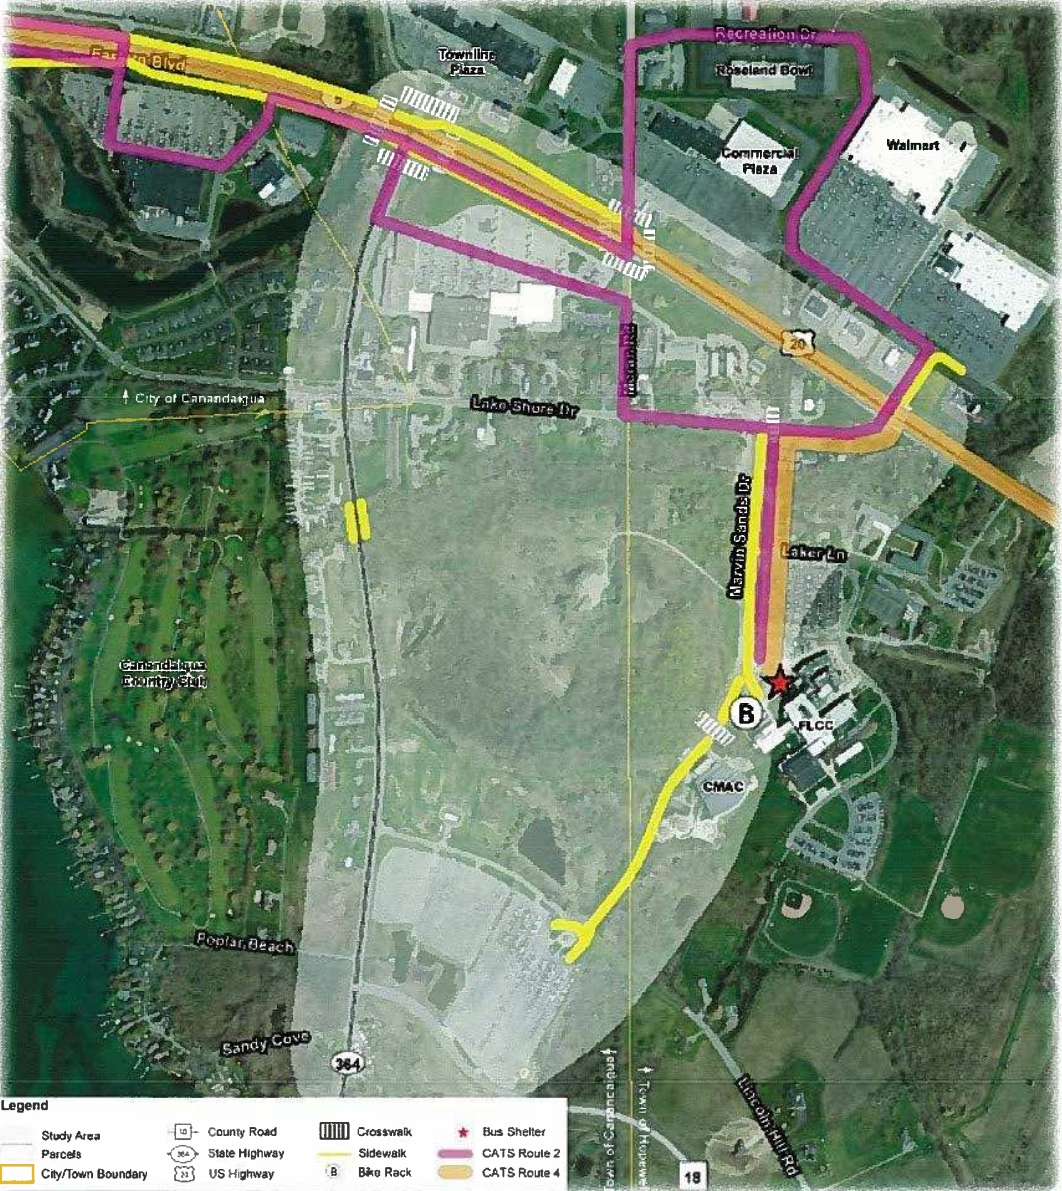 Recreation Dr
Townline
Plaza
Roseland Bowl
Walmart
Commercial
Plaza
20
↑ City of Canandaigua
Lake Shore Dr
Marvin Sands Dr
Laker Ln
Canandaigua
Country Club
B
FLCC
CMAC
Poplar Beach
Sandy Cove
364
Town of Canandaigua
Town of Hopewell
Lincoln Hill Rd
18
Legend
Study Area
Parcels
City/Town Boundary
County Road
364
State Highway
20
US Highway
Crosswalk
Sidewalk
B
Bike Rack
Bus Shelter
CATS Route 2
CATS Route 4